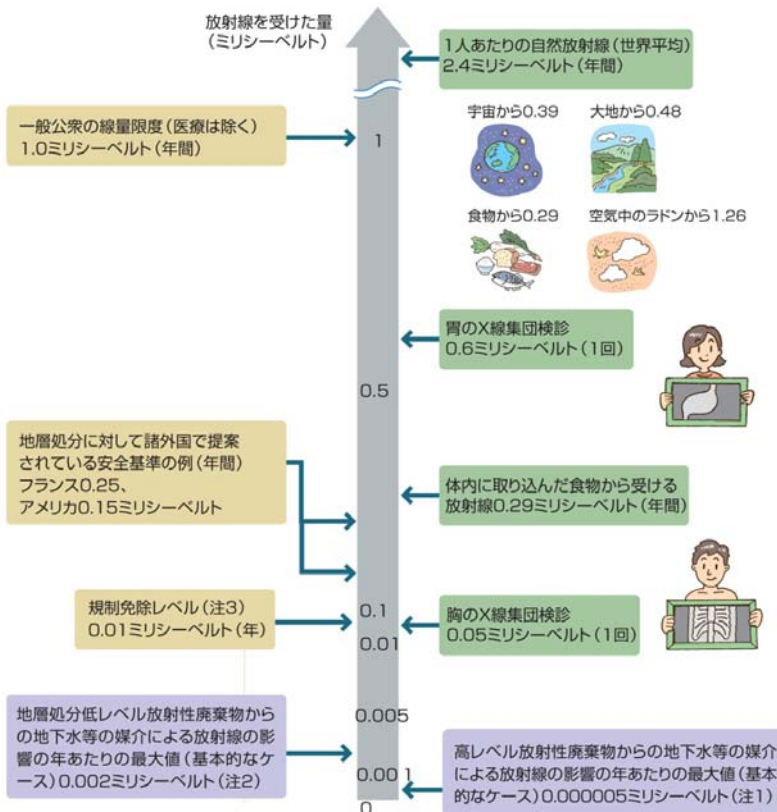 放射線を受けた量
(ミリシーベルト)
1人あたりの自然放射線(世界平均)
2.4ミリシーベルト(年間)
宇宙から0.39
大地から0.48
食物から0.29
空気中のラドンから1.26
一般公衆の線量限度(医療は除く)
1.0ミリシーベルト(年間)
1
胃のX線集団検診
0.6ミリシーベルト(1回)
0.5
地層処分に対して諸外国で提案
されている安全基準の例(年間)
フランス0.25、
アメリカ0.15ミリシーベルト
体内に取り込んだ食物から受ける
放射線0.29ミリシーベルト(年間)
規制免除レベル(注3)
0.01ミリシーベルト(年)
0.1
0.01
胸のX線集団検診
0.05ミリシーベルト(1回)
地層処分低レベル放射性廃棄物から
の地下水等の媒介による放射線の影
響の年あたりの最大値(基本的なケ
ース)0.002ミリシーベルト(注2)
0.005
0.001
0
高レベル放射性廃棄物からの地下水等の媒介
による放射線の影響の年あたりの最大値(基本
的なケース)0.000005ミリシーベルト(注1)